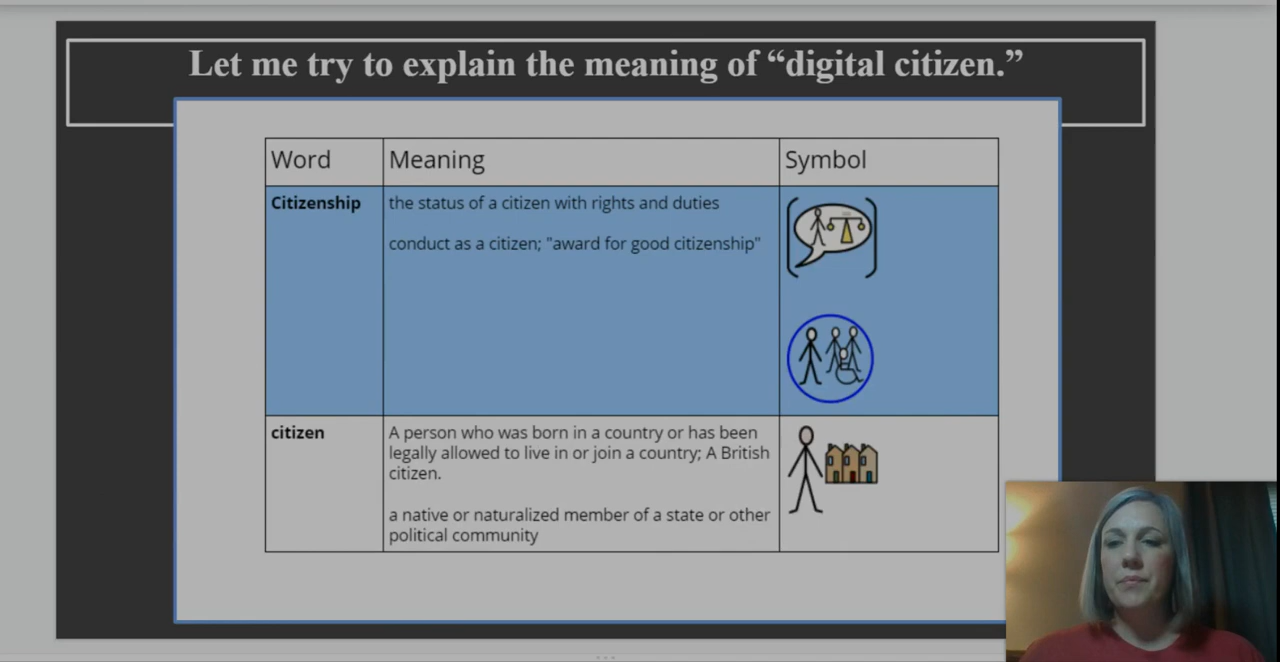 Let me try to explain the meaning of “digital citizen.”
Word Meaning Symbol
Citizenship the status of a citizen with rights and duties
conduct as a citizen; "award for good citizenship"
citizen A person who was born in a country or has been
legally allowed to live in or join a country; A British
citizen.
a native or naturalized member of a state or other
political community